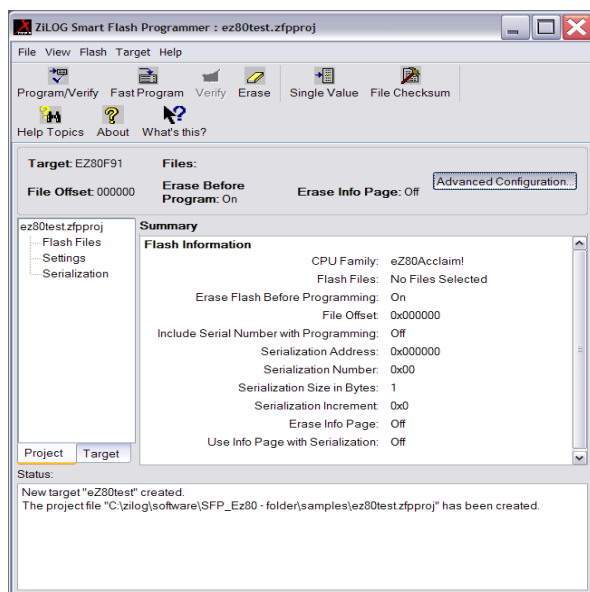 ZiLOG Smart Flash Programmer : ez80test.zfpproj
File View Flash Target Help
Program/Verify Fast Program Verify Erase Single Value File Checksum
Help Topics About What's this?
Target: EZ80F91 Files:
File Offset: 000000 Erase Before Program: On Erase Info Page: Off Advanced Configuration...
ez80test.zfpproj
Flash Files
Settings
Serialization
Project Target
Summary
Flash Information
CPU Family: eZ80Acclaim!
Flash Files: No Files Selected
Erase Flash Before Programming: On
File Offset: 0x000000
Include Serial Number with Programming: Off
Serialization Address: 0x000000
Serialization Number: 0x00
Serialization Size in Bytes: 1
Serialization Increment: 0x0
Erase Info Page: Off
Use Info Page with Serialization: Off
Status:
New target "eZ80test" created.
The project file "C:\zilog\software\SFP_Ez80 - folder\samples\ez80test.zfpproj" has been created.